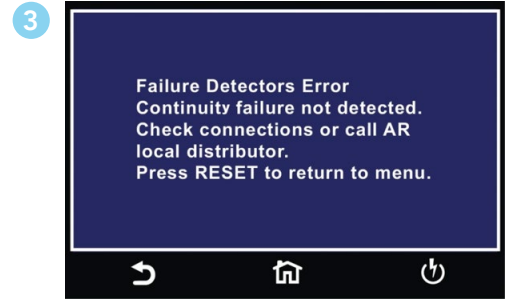 3
Failure Detectors Error
Continuity failure not detected.
Check connections or call AR
local distributor.
Press RESET to return to menu.